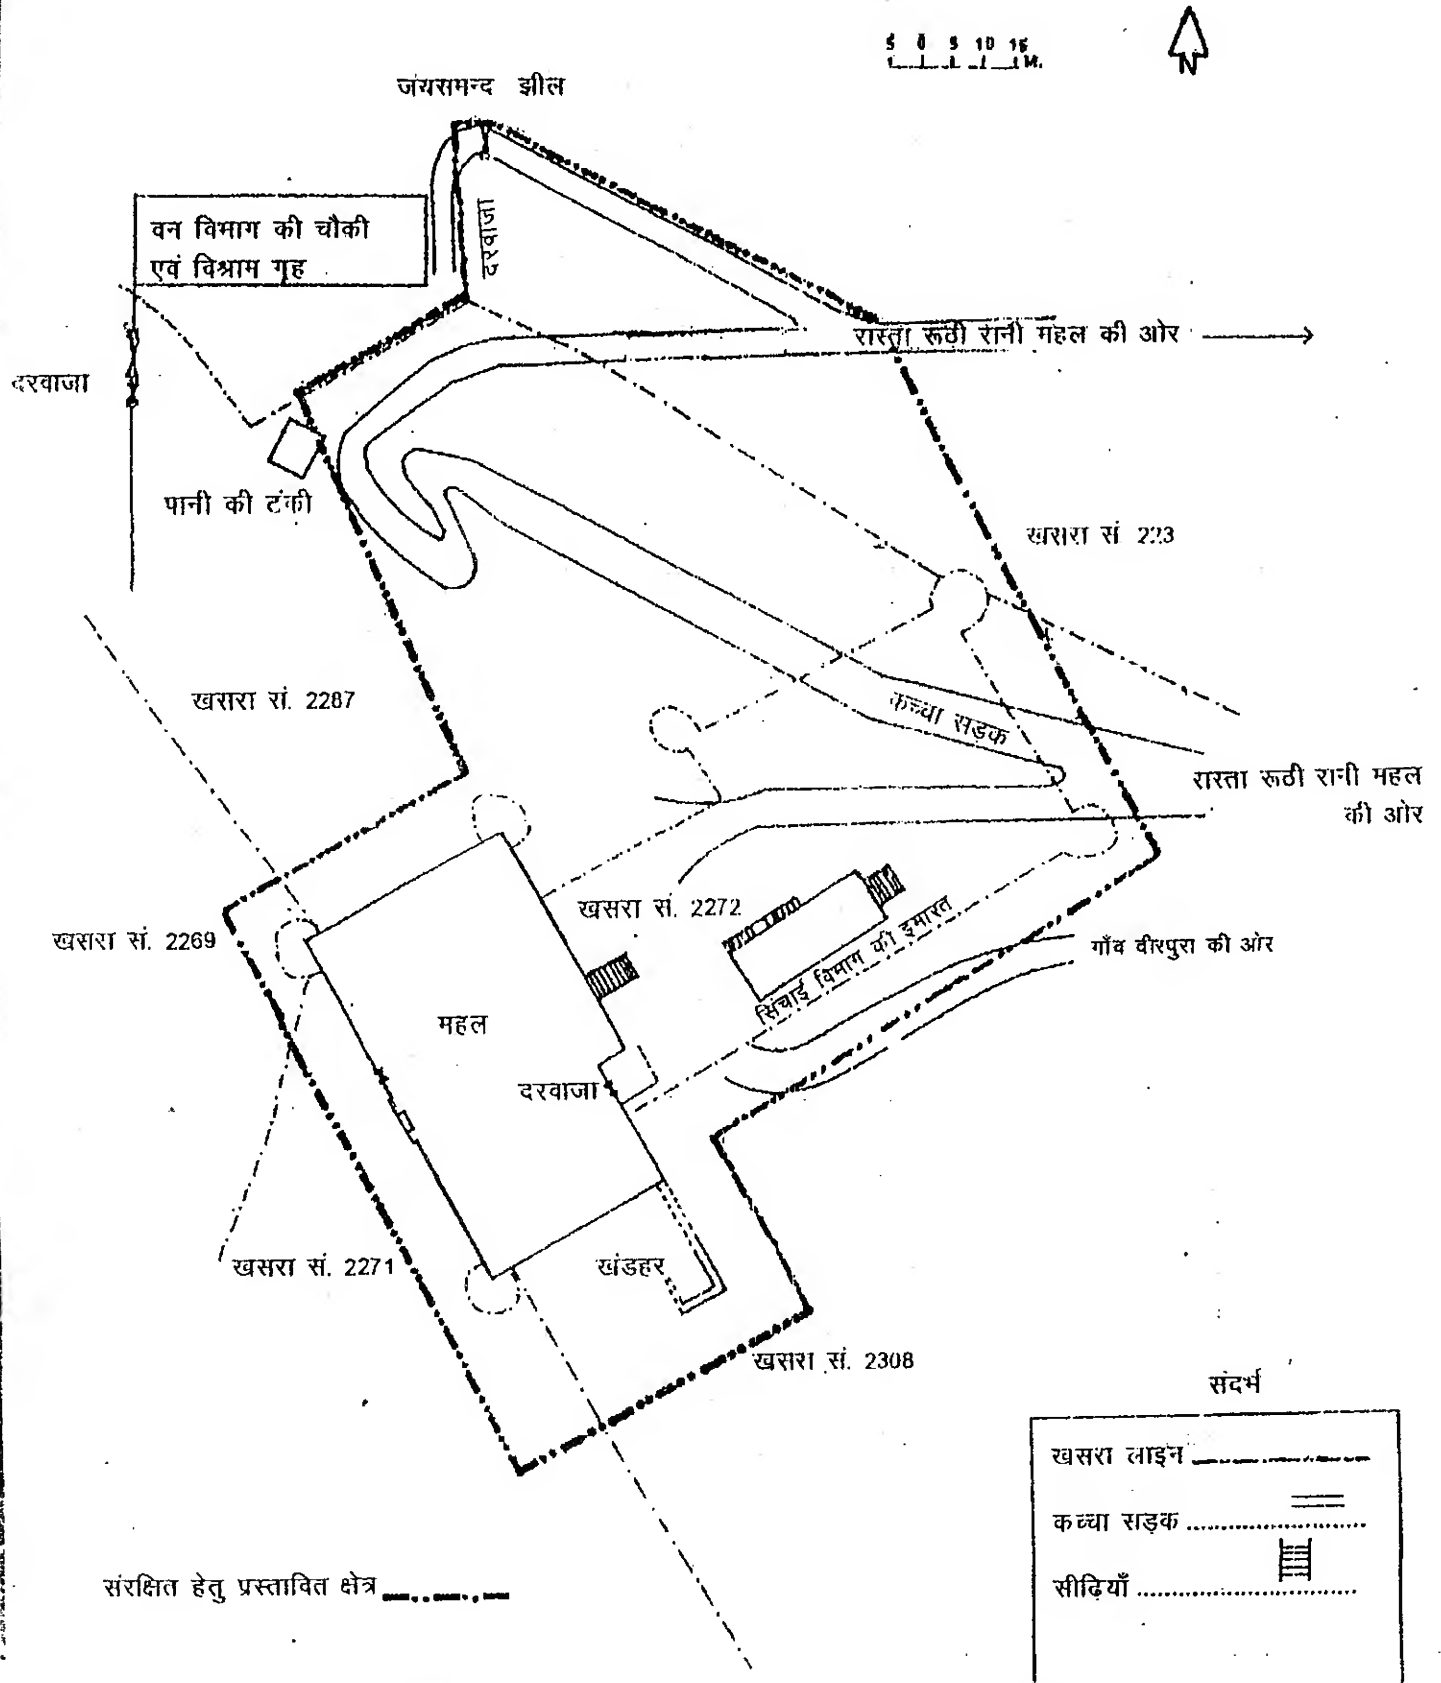 5 0 5 10 15 M.
N
जयसमन्द झील
वन विभाग की चौकी
एवं विश्राम गृह
दरवाजा
दरवाजा
रास्ता रूठी रानी महल की ओर
पानी की टंकी
खसरा सं 223
खसरा सं. 2287
कच्चा सड़क
रास्ता रूठी रानी महल
की ओर
खसरा सं. 2272
खसरा सं. 2269
सिंचाई विभाग की इमारत
गाँव वीरपुरा की ओर
महल
दरवाजा
खसरा सं. 2271
खंडहर
खसरा सं. 2308
संदर्भ
खसरा लाइन
कच्चा सड़क
सीढ़ियाँ
संरक्षित हेतु प्रस्तावित क्षेत्र